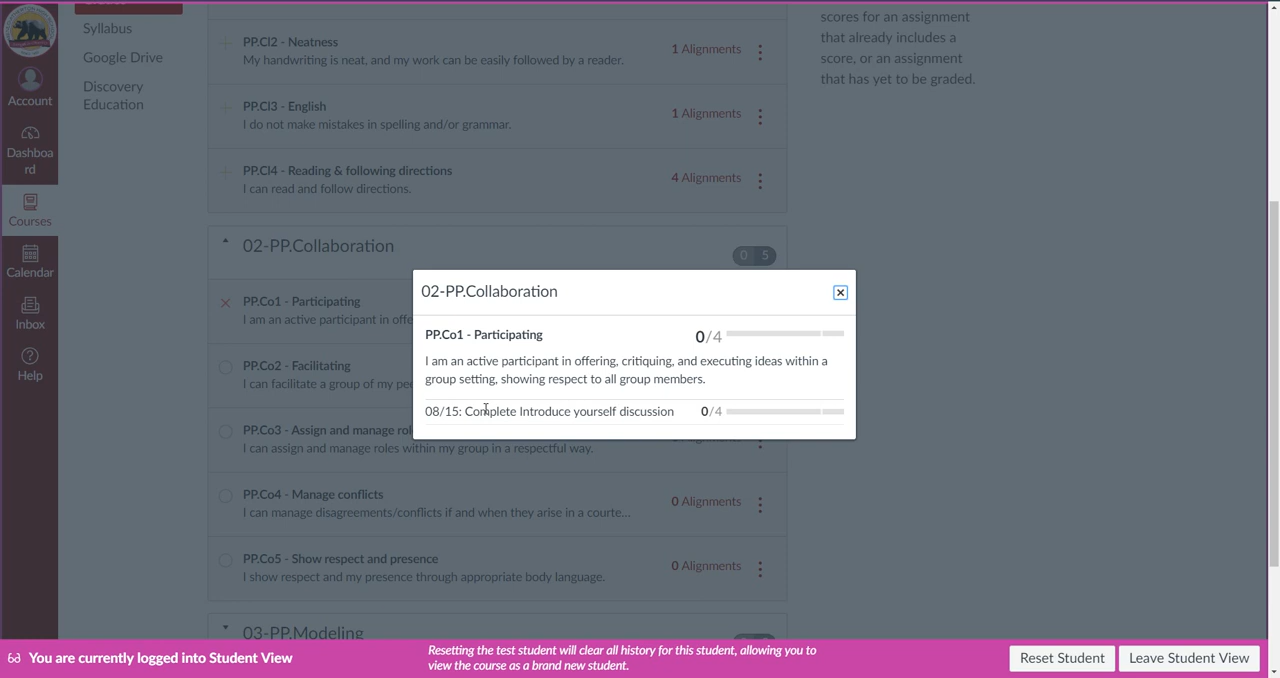 Syllabus
Google Drive
Discovery
Education
Account
Dashboa
rd
Courses
Calendar
Inbox
Help
scores for an assignment
that already includes a
score, or an assignment
that has yet to be graded.
PP.Cl2 - Neatness
My handwriting is neat, and my work can be easily followed by a reader.
1 Alignments
PP.Cl3 - English
I do not make mistakes in spelling and/or grammar.
1 Alignments
PP.Cl4 - Reading & following directions
I can read and follow directions.
4 Alignments
02-PP.Collaboration
0 5
PP.Co1 - Participating
I am an active participant in offe
PP.Co2 - Facilitating
I can facilitate a group of my pe
PP.Co3 - Assign and manage rol
I can assign and manage roles within my group in a respectful way.
PP.Co4 - Manage conflicts
I can manage disagreements/conflicts if and when they arise in a courte...
0 Alignments
PP.Co5 - Show respect and presence
I show respect and my presence through appropriate body language.
0 Alignments
03-PP.Modeling
02-PP.Collaboration
PP.Co1 - Participating
0/4
I am an active participant in offering, critiquing, and executing ideas within a
group setting, showing respect to all group members.
08/15: Complete Introduce yourself discussion 0/4
You are currently logged into Student View
Resetting the test student will clear all history for this student, allowing you to
view the course as a brand new student.
Reset Student
Leave Student View